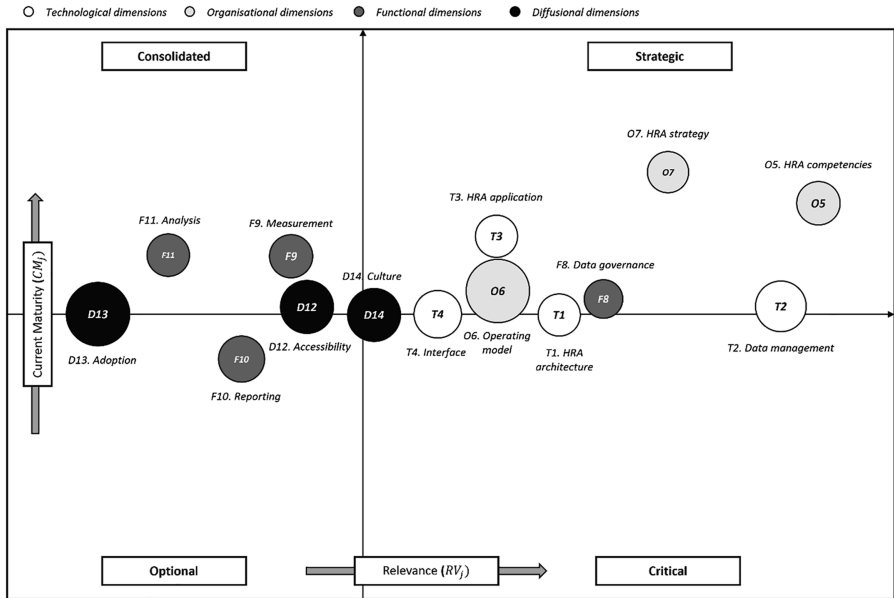 Technological dimensions
Organisational dimensions
Functional dimensions
Diffusional dimensions
Consolidated
Strategic
O7. HRA strategy
O7
O5. HRA competencies
O5
T3. HRA application
T3
F11. Analysis
F11
F9. Measurement
F9
D14. Culture
D14
F8. Data governance
F8
Current Maturity (CMj)
D13
D13. Adoption
D12
D12. Accessibility
T4
T4. Interface
O6
O6. Operating
model
T1
T1. HRA
architecture
T2
T2. Data management
F10
F10. Reporting
Optional
Relevance (RVj)
Critical